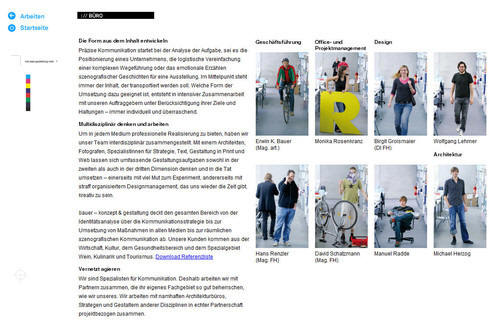 Arbeiten
Startseite
/// BÜRO
Die Form aus dem Inhalt entwickeln
Präzise Kommunikation startet bei der Analyse der Aufgabe, sei es die
Positionierung eines Unternehmens, die logistische Vereinfachung
einer komplexen Wegeführung oder das emotionale Erzählen
szenografischer Geschichten für eine Ausstellung. Im Mittelpunkt steht
immer der Inhalt, der transportiert werden soll. Welche Form der
Umsetzung dazu geeignet ist, entsteht in intensiver Zusammenarbeit
mit unseren Auftraggebern unter Berücksichtigung ihrer Ziele und
Haltungen – immer individuell und überraschend.
Multidisziplinär denken und arbeiten
Um in jedem Medium professionelle Realisierung zu bieten, haben wir
unser Team interdisziplinär zusammengestellt. Mit einem Architekten,
Fotografen, SpezialistInnen für Strategie, Text, Gestaltung in Print und
Web lassen sich umfassende Gestaltungsaufgaben sowohl in der
zweiten als auch in der dritten Dimension denken und in die Tat
umsetzen – einerseits mit viel Mut zum Experiment, andererseits mit
straff organisiertem Designmanagement, das uns wieder die Zeit gibt,
kreativ zu sein.
bauer – konzept & gestaltung deckt den gesamten Bereich von der
Identitätsanalyse über die Kommunikationsstrategie bis zur
Umsetzung von Maßnahmen in allen Medien bis zur räumlichen
szenografischen Kommunikation ab. Unsere Kunden kommen aus der
Wirtschaft, Kultur, dem Gesundheitsbereich und dem Spezialgebiet
Wein, Kulinarik und Tourismus. Download Referenzliste
Vernetzt agieren
Wir sind Spezialisten für Kommunikation. Deshalb arbeiten wir mit
Partnern zusammen, die ihr eigenes Fachgebiet so gut beherrschen,
wie wir unseres. Wir arbeiten mit namhaften Architekturbüros,
Strategen und Gestaltern anderer Disziplinen in echter Partnerschaft
projektbezogen zusammen.
Geschäftsführung
Office- und
Projektmanagement
Design
R
Erwin K. Bauer
(Mag. art.)
Monika Rosenkranz
Birgit Groismaier
(DI FH)
Wolfgang Lehrner
Architektur
Hans Renzler
(Mag. FH)
David Schatzmann
(Mag. FH)
Manuel Radde
Michael Herzog